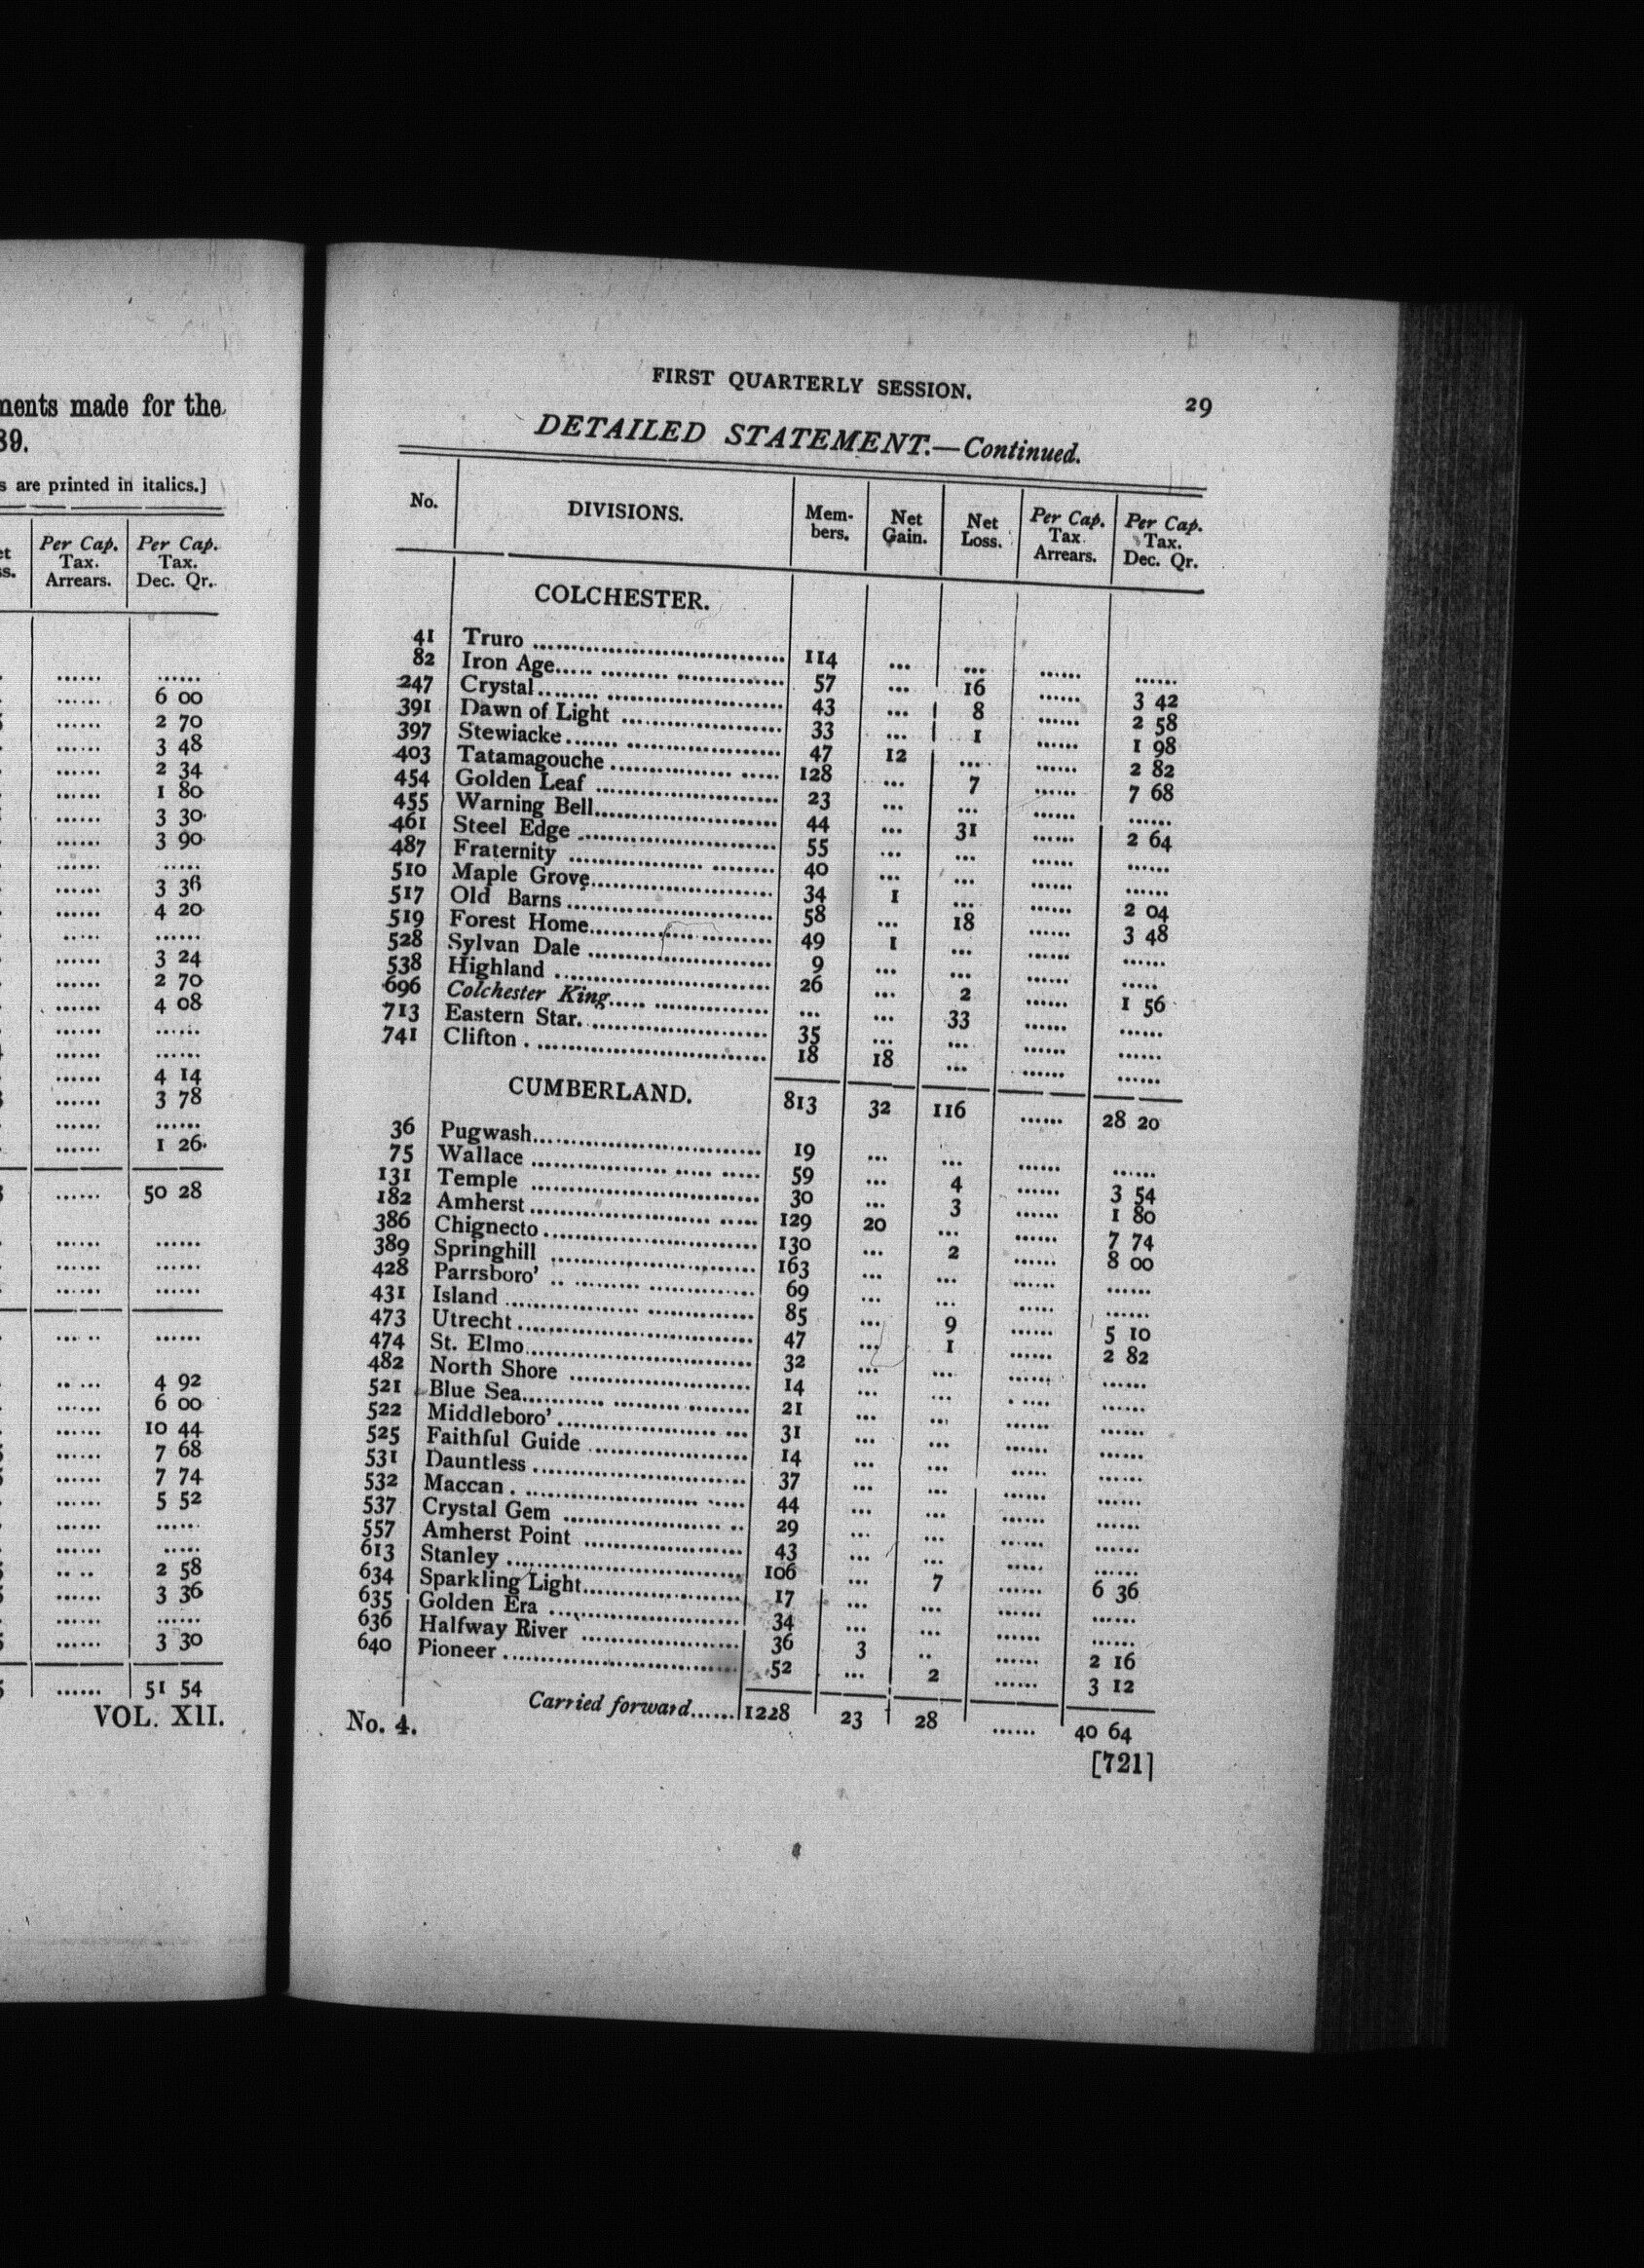 ments made for the
89.
s are printed in italics.]
Per Cap. Tax. Arrears. Per Cap. Tax. Dec. Qr.
...... ......
...... 6 00
...... 2 70
...... 3 48
...... 2 34
...... 1 80
...... 3 30
...... 3 90
...... ......
...... 3 36
...... 4 20
...... ......
...... 3 24
...... 2 70
...... 4 08
...... ......
...... ......
...... 4 14
...... 3 78
...... ......
...... 1 26
...... 50 28
...... ......
...... ......
...... ......
...... ......
...... 4 92
...... 6 00
...... 10 44
...... 7 68
...... 7 74
...... 5 52
...... ......
...... ......
...... 2 58
...... 3 36
...... ......
...... 3 30
...... 51 54
VOL. XII.
FIRST QUARTERLY SESSION. 29
DETAILED STATEMENT.—Continued.
No. DIVISIONS. Mem-bers. Net Gain. Net Loss. Per Cap. Tax Arrears. Per Cap. Tax. Dec. Qr.
COLCHESTER.
41 Truro ...... 114 ... ... ...... ......
82 Iron Age...... 57 ... 16 ...... 3 42
247 Crystal...... 43 ... 8 ...... 2 58
391 Dawn of Light ...... 33 ... 1 ...... 1 98
397 Stewiacke...... 47 12 ... ...... 2 82
403 Tatamagouche ...... 128 ... 7 ...... 7 68
454 Golden Leaf ...... 23 ... ... ...... ......
455 Warning Bell...... 44 ... 31 ...... 2 64
461 Steel Edge ...... 55 ... ... ...... ......
487 Fraternity ...... 40 ... ... ...... ......
510 Maple Grove...... 34 1 ... ...... 2 04
517 Old Barns ...... 58 ... 18 ...... 3 48
519 Forest Home...... 49 1 ... ...... ......
528 Sylvan Dale ...... 9 ... ... ...... ......
538 Highland ...... 26 ... 2 ...... 1 56
696 Colchester King...... ... ... 33 ...... ......
713 Eastern Star...... 35 ... ... ...... ......
741 Clifton ...... 18 18 ... ...... ......
813 32 116 ...... 28 20
CUMBERLAND.
36 Pugwash...... 19 ... ... ...... ......
75 Wallace ...... 59 ... 4 ...... 3 54
131 Temple ...... 30 ... 3 ...... 1 80
182 Amherst...... 129 20 ... ...... 7 74
386 Chignecto...... 130 ... 2 ...... 8 00
389 Springhill ...... 163 ... ... ...... ......
428 Parrsboro' ...... 69 ... ... ...... ......
431 Island ...... 85 ... 9 ...... 5 10
473 Utrecht...... 47 ... 1 ...... 2 82
474 St. Elmo...... 32 ... ... ...... ......
482 North Shore ...... 14 ... ... ...... ......
521 Blue Sea...... 21 ... ... ...... ......
522 Middleboro' ...... 31 ... ... ...... ......
525 Faithful Guide ...... 14 ... ... ...... ......
531 Dauntless ...... 37 ... ... ...... ......
532 Maccan ...... 44 ... ... ...... ......
537 Crystal Gem ...... 29 ... ... ...... ......
557 Amherst Point ...... 43 ... ... ...... ......
613 Stanley ...... 106 ... 7 ...... 6 36
634 Sparkling Light...... 17 ... ... ...... ......
635 Golden Era ...... 34 ... ... ...... ......
636 Halfway River ...... 36 3 .. ...... 2 16
640 Pioneer ...... 52 ... 2 ...... 3 12
Carried forward...... 1228 23 28 ...... 40 64
No. 4. [721]